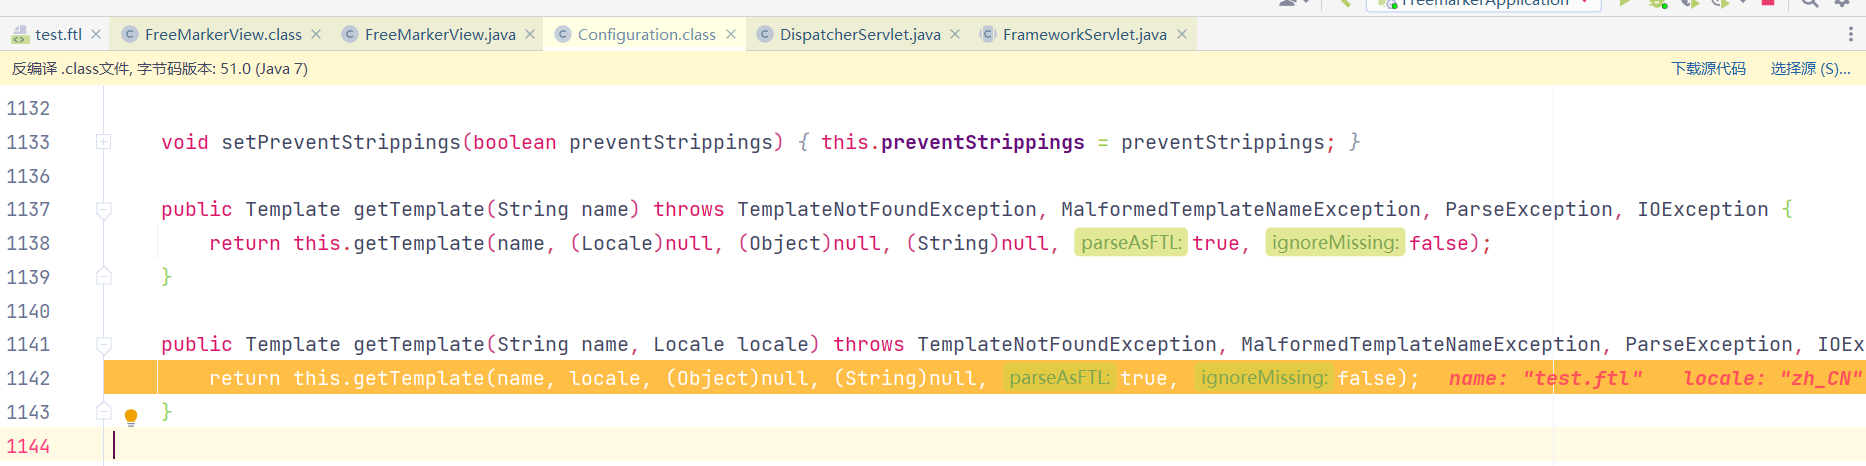 FreemarkerApplication
test.ftl FreeMarkerView.class FreeMarkerView.java Configuration.class DispatcherServlet.java FrameworkServlet.java
反编译 .class文件, 字节码版本: 51.0 (Java 7) 下载源代码 选择源 (S)...
1132
1133 void setPreventStrippings(boolean preventStrippings) { this.preventStrippings = preventStrippings; }
1136
1137 public Template getTemplate(String name) throws TemplateNotFoundException, MalformedTemplateNameException, ParseException, IOException {
1138 return this.getTemplate(name, (Locale)null, (Object)null, (String)null, parseAsFTL: true, ignoreMissing: false);
1139 }
1140
1141 public Template getTemplate(String name, Locale locale) throws TemplateNotFoundException, MalformedTemplateNameException, ParseException, IOEx
1142 return this.getTemplate(name, locale, (Object)null, (String)null, parseAsFTL: true, ignoreMissing: false); name: "test.ftl" locale: "zh_CN"
1143 }
1144